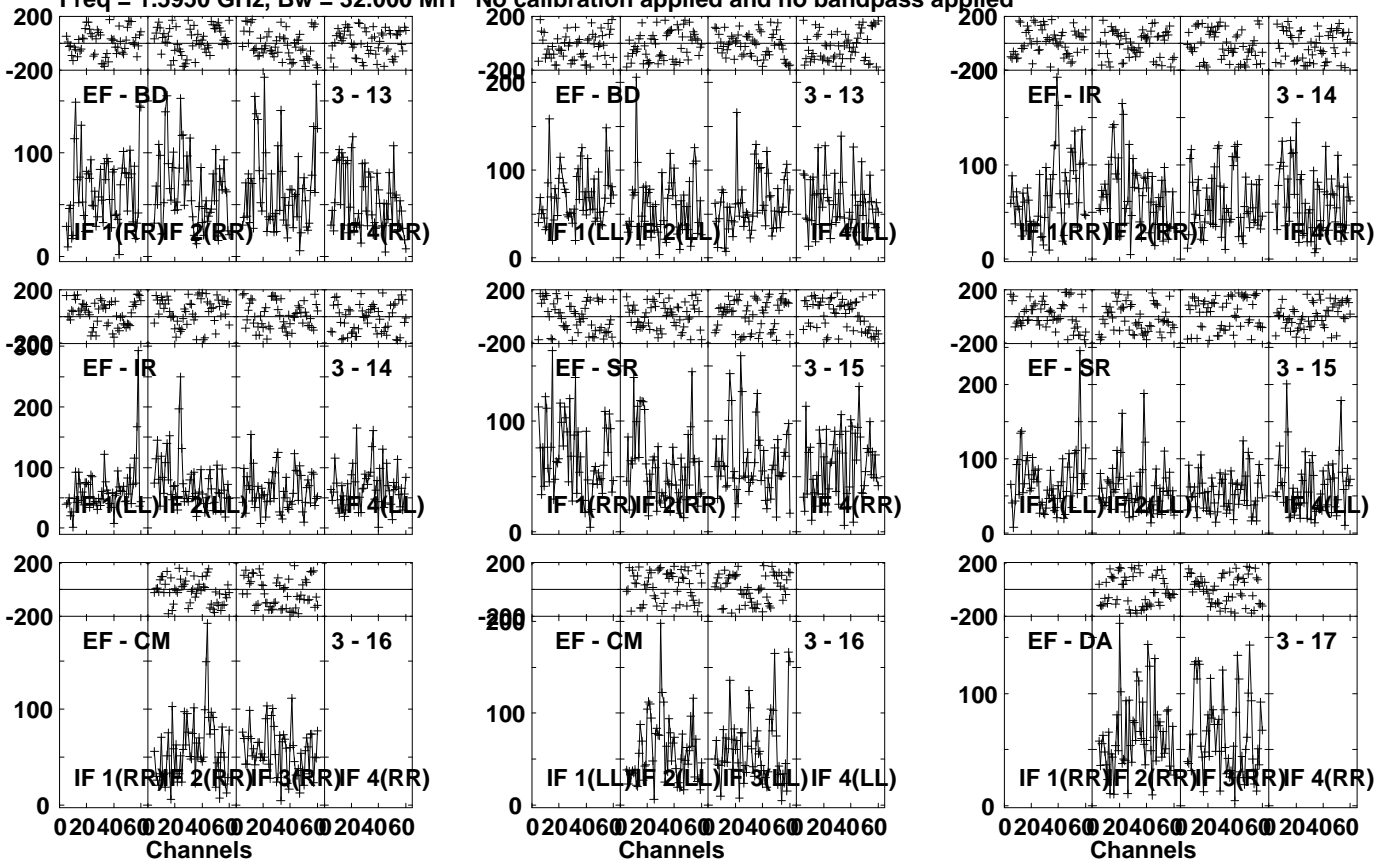 Freq = 1.5950 GHz, Bw = 32.000 MH No calibration applied and no bandpass applied
200 200 200
-200 -200 -200
200
EF - BD 3 - 13 EF - BD 3 - 13 EF - IR 3 - 14
100 100 100
IF 1(RR) IF 2(RR) IF 4(RR) IF 1(LL) IF 2(LL) IF 4(LL) IF 1(RR) IF 2(RR) IF 4(RR)
0 0 0
200 200 200
-200 -200 -200
300
EF - IR 3 - 14 EF - SR 3 - 15 EF - SR 3 - 15
200 200
100 100 100
IF 1(LL) IF 2(LL) IF 4(LL) IF 1(RR) IF 2(RR) IF 4(RR) IF 1(LL) IF 2(LL) IF 4(LL)
0 0 0
200 200 200
-200 -200 -200
200
EF - CM 3 - 16 EF - CM 3 - 16 EF - DA 3 - 17
100 100 100
IF 1(RR) IF 2(RR) IF 3(RR) IF 4(RR) IF 1(LL) IF 2(LL) IF 3(LL) IF 4(LL) IF 1(RR) IF 2(RR) IF 3(RR) IF 4(RR)
0 0 0
0 20 40 60 0 20 40 60 0 20 40 60 0 20 40 60 0 20 40 60 0 20 40 60 0 20 40 60 0 20 40 60 0 20 40 60 0 20 40 60 0 20 40 60 0 20 40 60
Channels Channels Channels